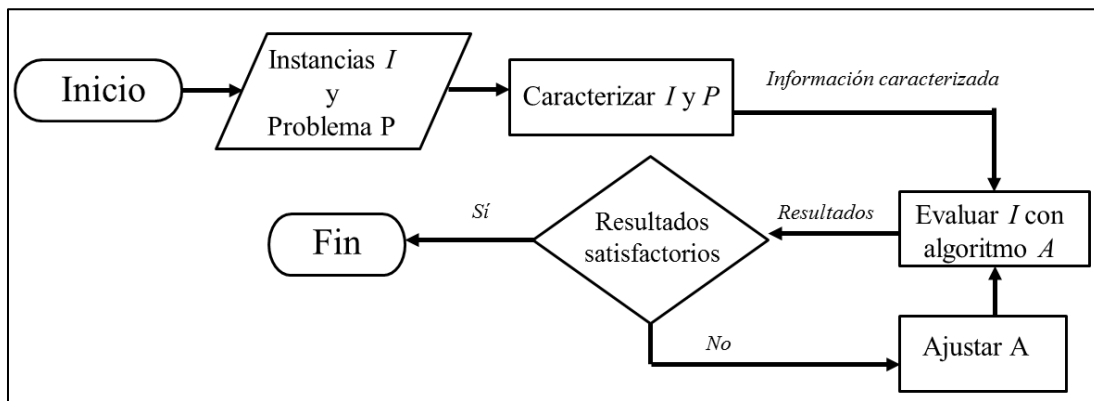 Inicio
Instancias I
y
Problema P
Caracterizar I y P
Información caracterizada
Evaluar I con
algoritmo A
Resultados
Resultados
satisfactorios
Sí
Fin
No
Ajustar A